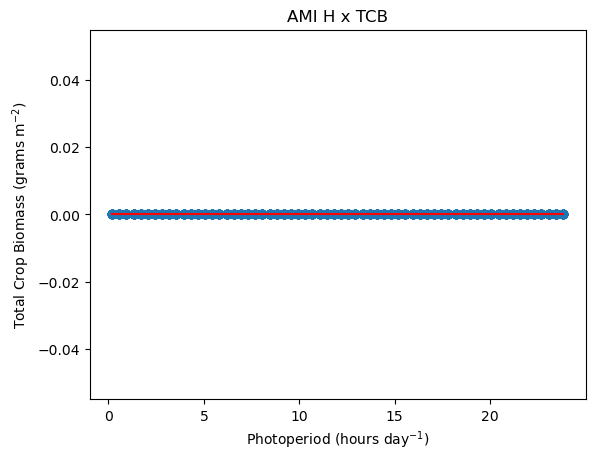 AMI H x TCB
Total Crop Biomass (grams m⁻²)
0.04
0.02
0.00
−0.02
−0.04
0 5 10 15 20
Photoperiod (hours day⁻¹)